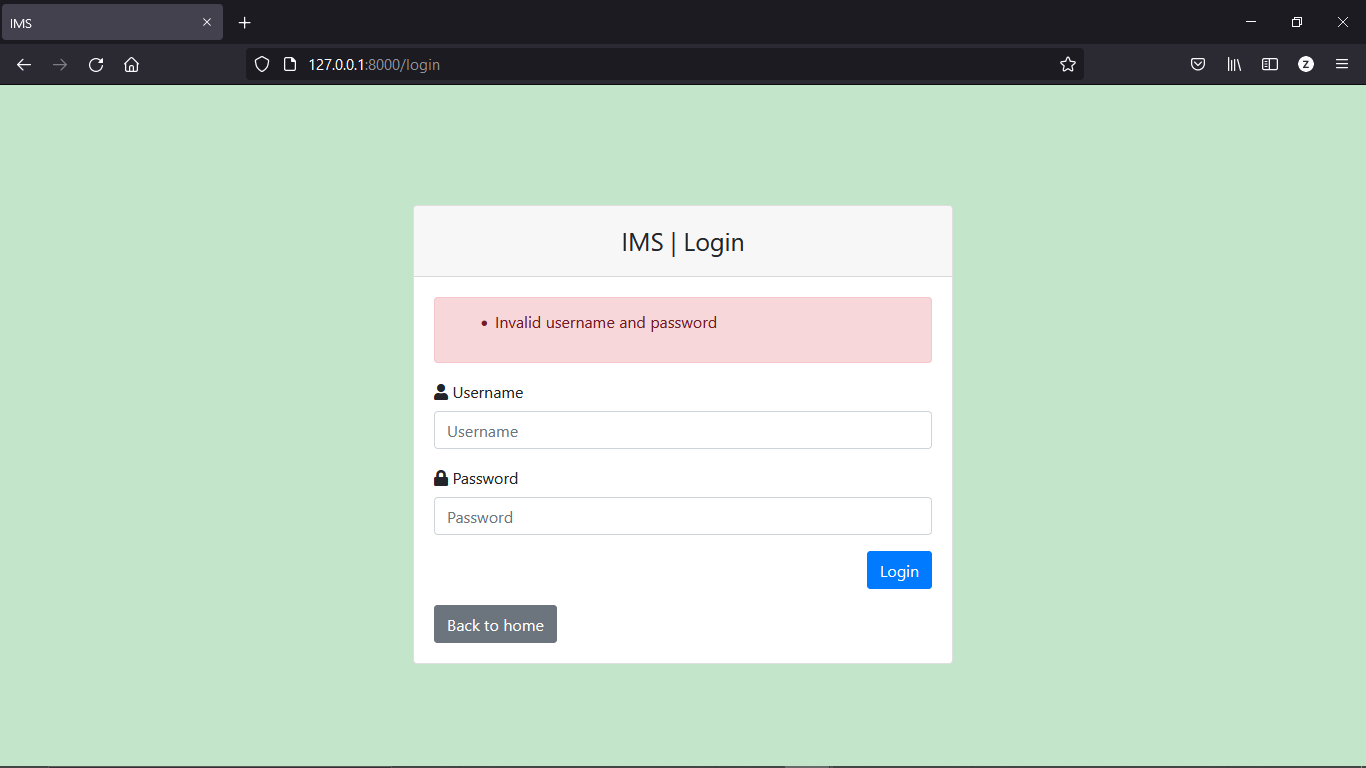 IMS
127.0.0.1:8000/login
Z
IMS | Login
• Invalid username and password
Username
Username
Password
Password
Login
Back to home